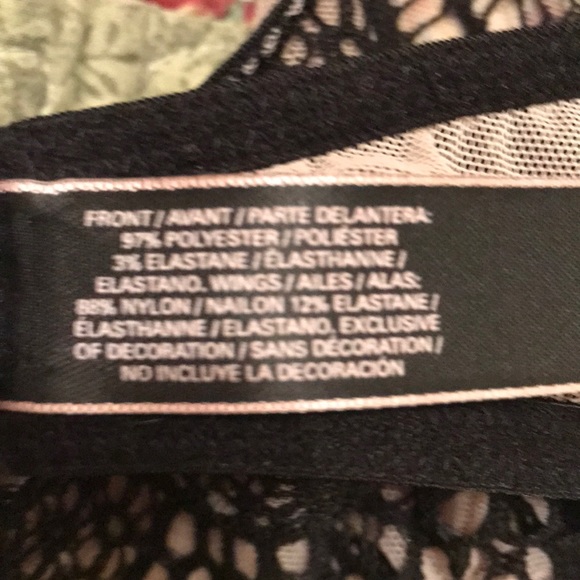 FRONT / AVANT / PARTE DELANTERA:
97% POLYESTER / POLIÉSTER
3% ELASTANE / ÉLASTHANNE /
ELASTANO. WINGS / AILES / ALAS:
88% NYLON / NAILON 12% ELASTANE /
ÉLASTHANNE / ELASTANO. EXCLUSIVE
OF DECORATION / SANS DÉCORATION /
NO INCLUYE LA DECORACIÓN